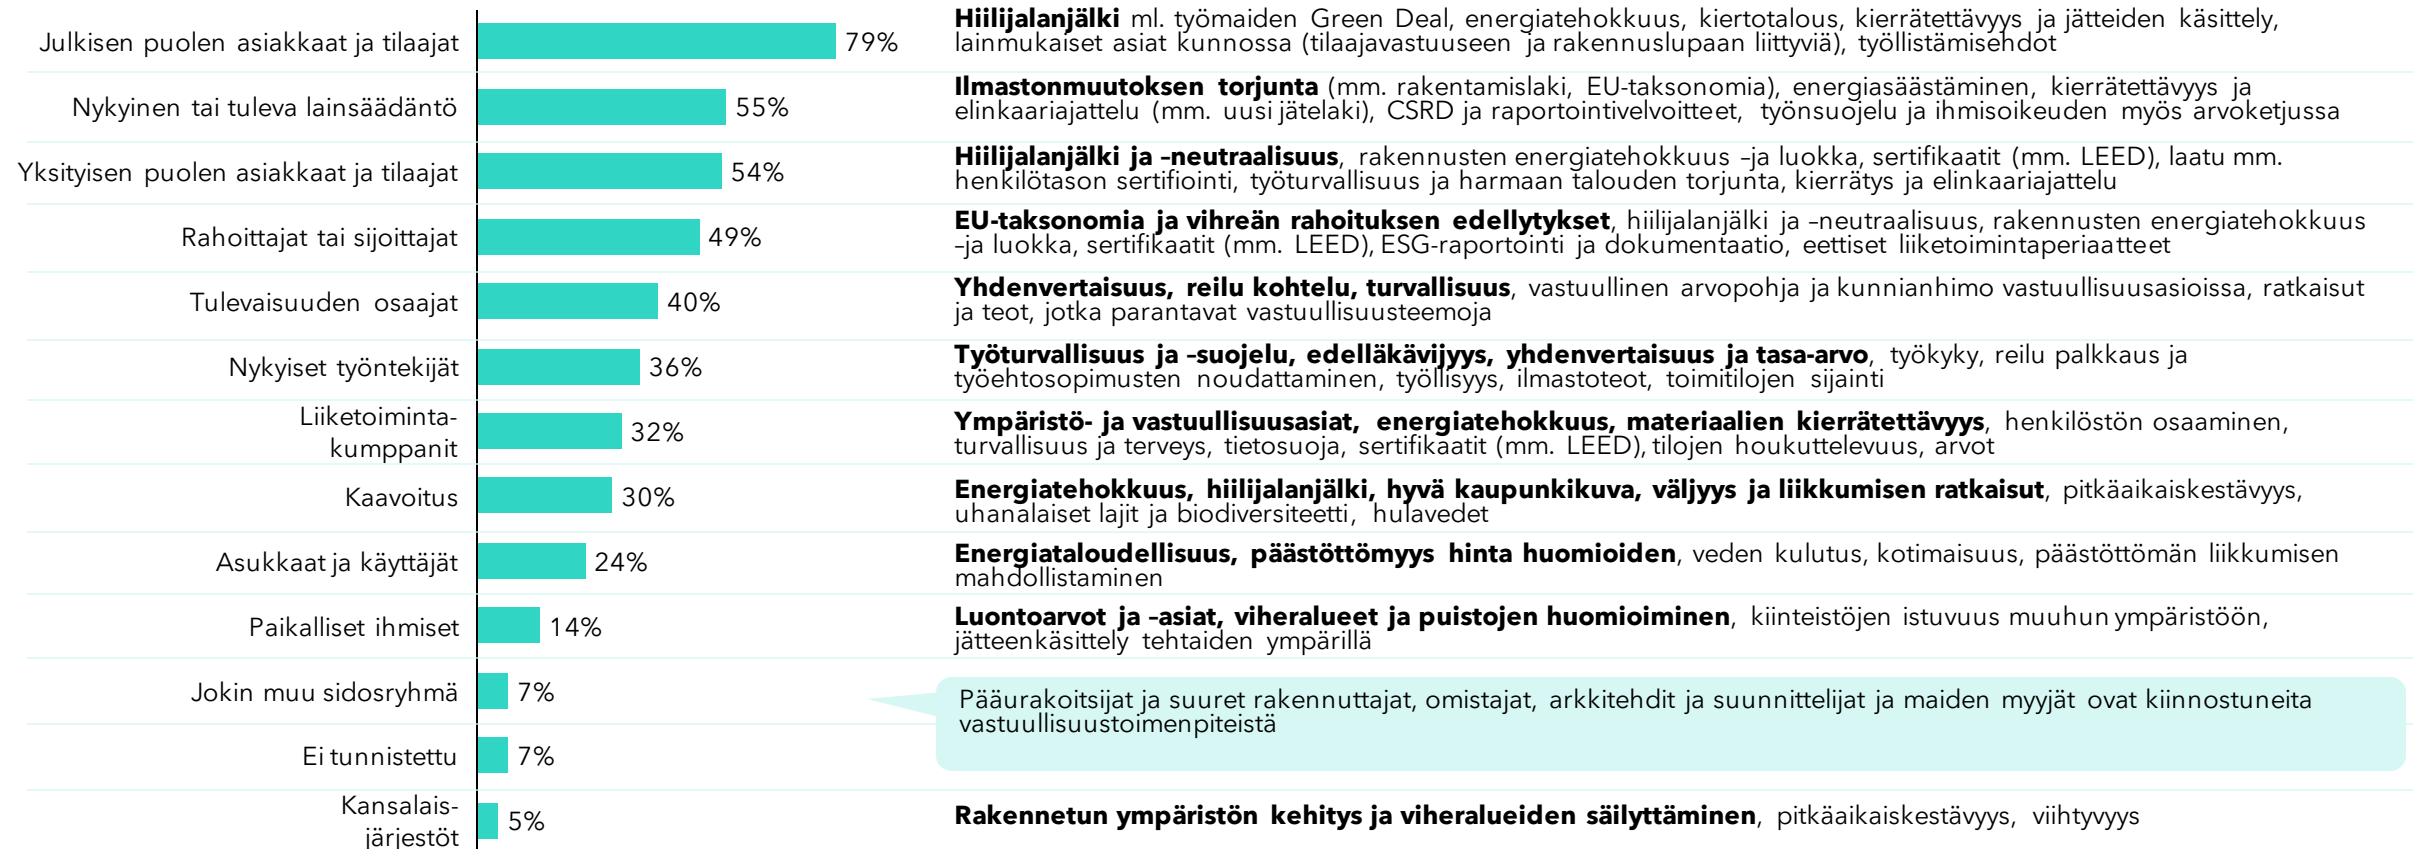 Julkisen puolen asiakkaat ja tilaajat
79%
Hiilijalanjälki ml. työmaiden Green Deal, energiatehokkuus, kiertotalous, kierrätettävyys ja jätteiden käsittely,
lainmukaiset asiat kunnossa (tilaajavastuuseen ja rakennuslupaan liittyviä), työllistämisehdot
Nykyinen tai tuleva lainsäädäntö
55%
Ilmastonmuutoksen torjunta (mm. rakentamislaki, EU-taksonomia), energiasäästäminen, kierrätettävyys ja
elinkaariajattelu (mm. uusi jätelaki), CSRD ja raportointivelvoitteet, työnsuojelu ja ihmisoikeuden myös arvoketjussa
Yksityisen puolen asiakkaat ja tilaajat
54%
Hiilijalanjälki ja –neutraalisuus, rakennusten energiatehokkuus –ja luokka, sertifikaatit (mm. LEED), laatu mm.
henkilötason sertifiointi, työturvallisuus ja harmaan talouden torjunta, kierrätys ja elinkaariajattelu
Rahoittajat tai sijoittajat
49%
EU-taksonomia ja vihreän rahoituksen edellytykset, hiilijalanjälki ja –neutraalisuus, rakennusten energiatehokkuus
–ja luokka, sertifikaatit (mm. LEED), ESG-raportointi ja dokumentaatio, eettiset liiketoimintaperiaatteet
Tulevaisuuden osaajat
40%
Yhdenvertaisuus, reilu kohtelu, turvallisuus, vastuullinen arvopohja ja kunnianhimo vastuullisuusasioissa, ratkaisut
ja teot, jotka parantavat vastuullisuusteemoja
Nykyiset työntekijät
36%
Työturvallisuus ja –suojelu, edelläkävijyys, yhdenvertaisuus ja tasa-arvo, työkyky, reilu palkkaus ja
työehtosopimusten noudattaminen, työllisyys, ilmastoteot, toimitilojen sijainti
Liiketoiminta-
kumppanit
32%
Ympäristö- ja vastuullisuusasiat, energiatehokkuus, materiaalien kierrätettävyys, henkilöstön osaaminen,
turvallisuus ja terveys, tietosuoja, sertifikaatit (mm. LEED), tilojen houkuttelevuus, arvot
Kaavoitus
30%
Energiatehokkuus, hiilijalanjälki, hyvä kaupunkikuva, väljyys ja liikkumisen ratkaisut, pitkäaikaiskestävyys,
uhanalaiset lajit ja biodiversiteetti, hulavedet
Asukkaat ja käyttäjät
24%
Energiataloudellisuus, päästöttömyys hinta huomioiden, veden kulutus, kotimaisuus, päästöttömän liikkumisen
mahdollistaminen
Paikalliset ihmiset
14%
Luontoarvot ja –asiat, viheralueet ja puistojen huomioiminen, kiinteistöjen istuvuus muuhun ympäristöön,
jätteenkäsittely tehtaiden ympärillä
Jokin muu sidosryhmä
7%
Pääurakoitsijat ja suuret rakennuttajat, omistajat, arkkitehdit ja suunnittelijat ja maiden myyjät ovat kiinnostuneita
vastuullisuustoimenpiteistä
Ei tunnistettu
7%
Kansalais-
järjestöt
5%
Rakennetun ympäristön kehitys ja viheralueiden säilyttäminen, pitkäaikaiskestävyys, viihtyvyys